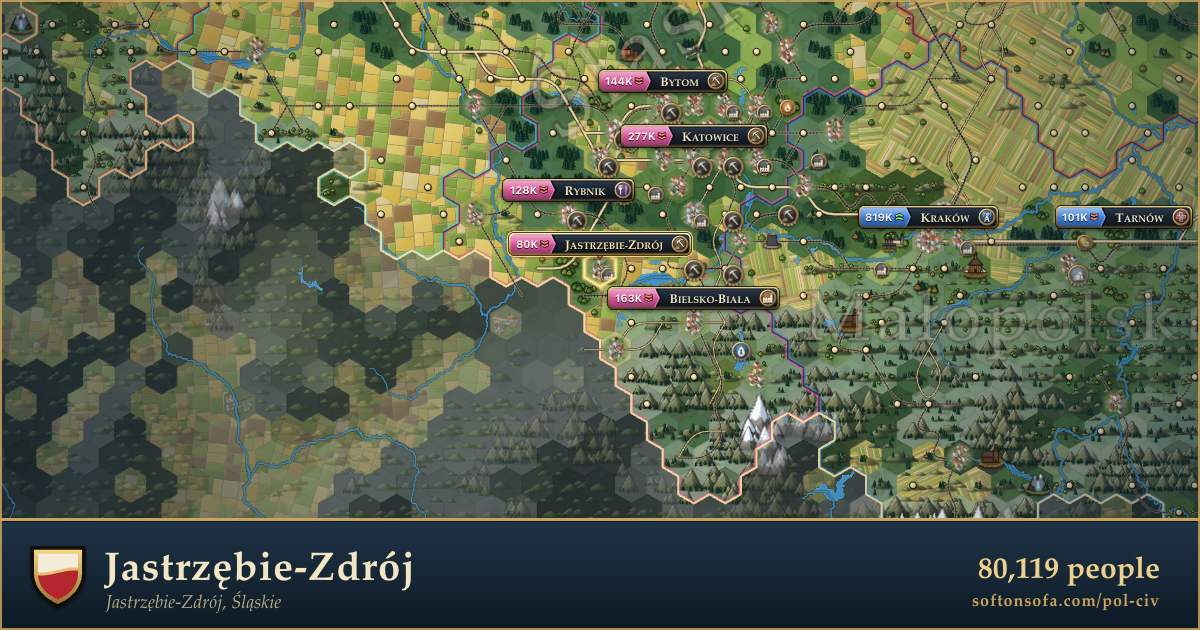 144K BYTOM
277K KATOWICE
128K RYBNIK
819K KRAKÓW
101K TARNÓW
80K JASTRZĘBIE-ZDRÓJ
163K BIELSKO-BIAŁA
Małopolsk
Jastrzębie-Zdrój
Jastrzębie-Zdrój, Śląskie
80,119 people
softonsofa.com/pol-civ